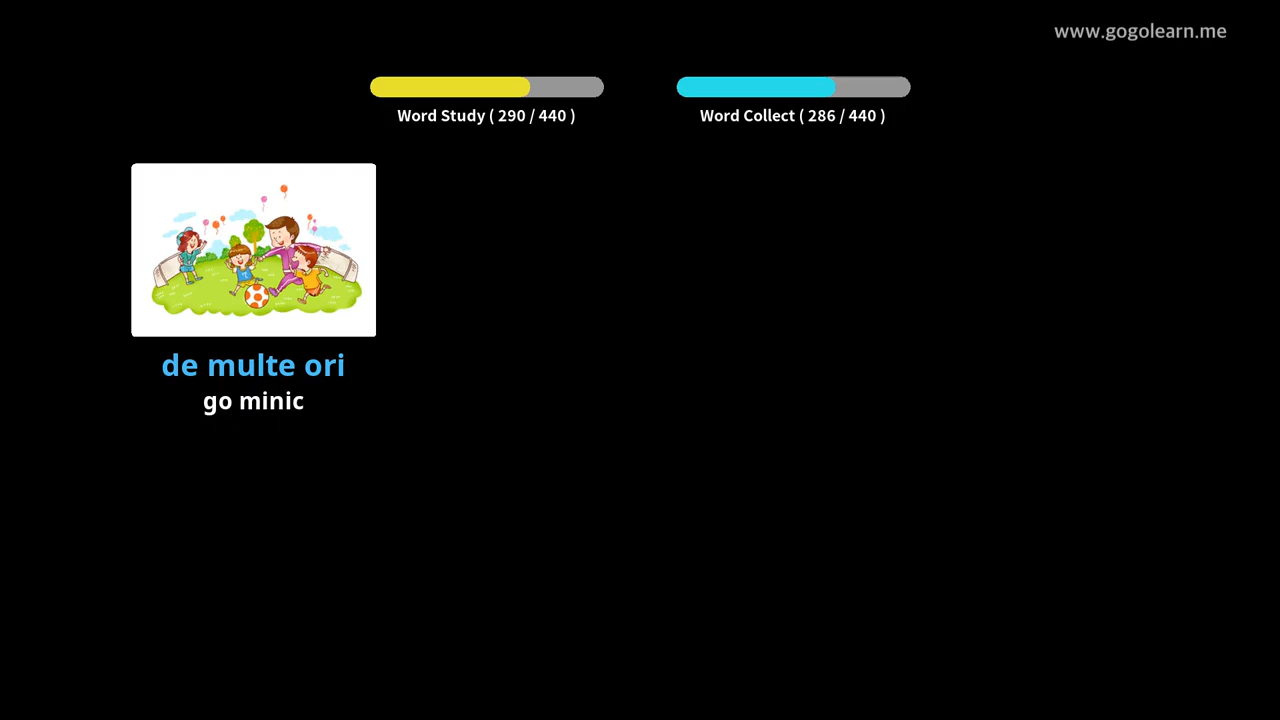 www.gogolearn.me
Word Study ( 290 / 440 )
Word Collect ( 286 / 440 )
de multe ori
go minic